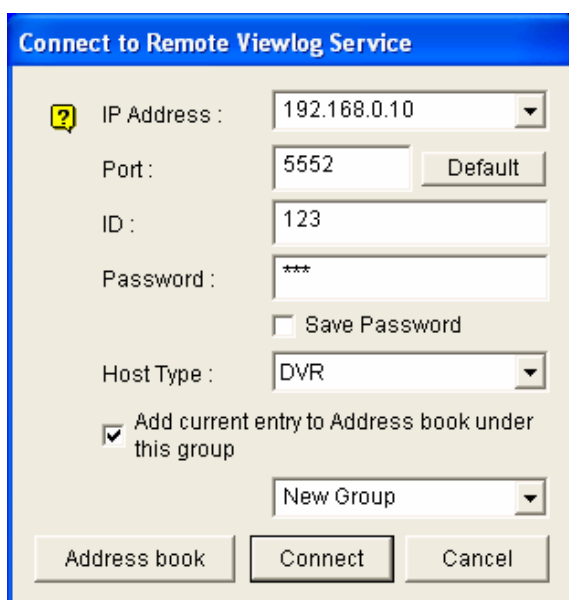 Connect to Remote Viewlog Service
? IP Address : 192.168.0.10
Port : 5552 Default
ID : 123
Password : ***
Save Password
Host Type : DVR
Add current entry to Address book under
this group
New Group
Address book Connect Cancel